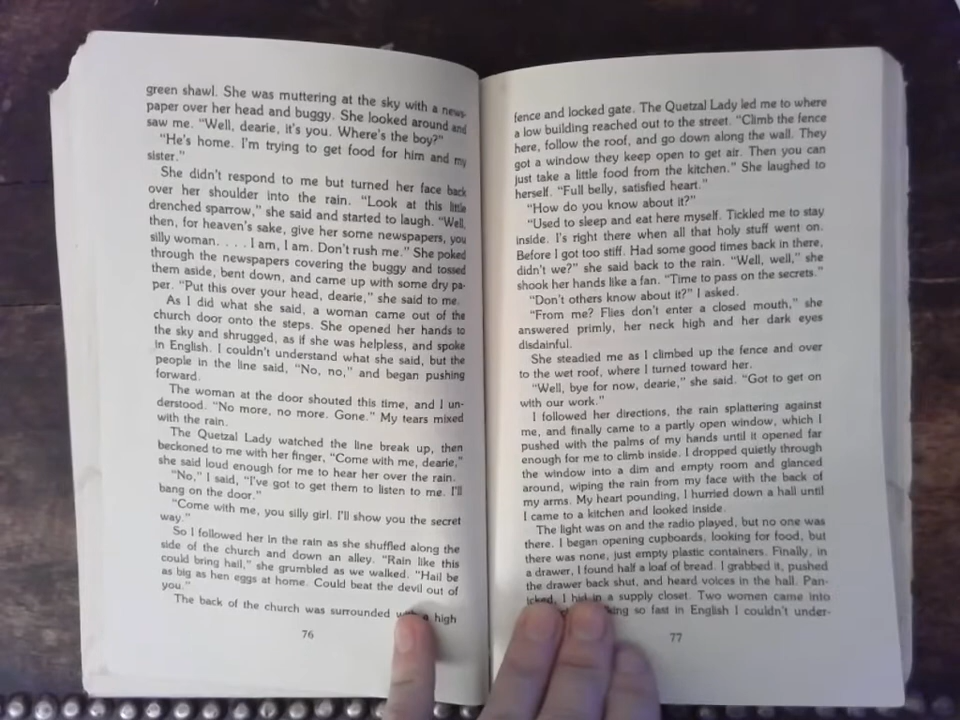 green shawl. She was muttering at the sky with a news-
paper over her head and buggy. She looked around and
saw me. “Well, dearie, it’s you. Where’s the boy?”
“He’s home. I’m trying to get food for him and my
sister.”
She didn’t respond to me but turned her face back
over her shoulder into the rain. “Look at this little
drenched sparrow,” she said and started to laugh. “Well,
then, for heaven’s sake, give her some newspapers, you
silly woman. . . . I am, I am. Don’t rush me.” She poked
through the newspapers covering the buggy and tossed
them aside, bent down, and came up with some dry pa-
per. “Put this over your head, dearie,” she said to me.
As I did what she said, a woman came out of the
church door onto the steps. She opened her hands to
the sky and shrugged, as if she was helpless, and spoke
in English. I couldn’t understand what she said, but the
people in the line said, “No, no,” and began pushing
forward.
The woman at the door shouted this time, and I un-
derstood. “No more, no more. Gone.” My tears mixed
with the rain.
The Quetzal Lady watched the line break up, then
beckoned to me with her finger, “Come with me, dearie,”
she said loud enough for me to hear her over the rain.
“No,” I said, “I’ve got to get them to listen to me. I’ll
bang on the door.”
“Come with me, you silly girl. I’ll show you the secret
way.”
So I followed her in the rain as she shuffled along the
side of the church and down an alley. “Rain like this
could bring hail,” she grumbled as we walked. “Hail be
as big as hen eggs at home. Could beat the devil out of
you.”
The back of the church was surrounded with a high
76
fence and locked gate. The Quetzal Lady led me to where
a low building reached out to the street. “Climb the fence
here, follow the roof, and go down along the wall. They
got a window they keep open to get air. Then you can
just take a little food from the kitchen.” She laughed to
herself. “Full belly, satisfied heart.”
“How do you know about it?”
“Used to sleep and eat here myself. Tickled me to stay
inside. I’s right there when all that holy stuff went on.
Before I got too stiff. Had some good times back in there,
didn’t we?” she said back to the rain. “Well, well,” she
shook her hands like a fan. “Time to pass on the secrets.”
“Don’t others know about it?” I asked.
“From me? Flies don’t enter a closed mouth,” she
answered primly, her neck high and her dark eyes
disdainful.
She steadied me as I climbed up the fence and over
to the wet roof, where I turned toward her.
“Well, bye for now, dearie,” she said. “Got to get on
with our work.”
I followed her directions, the rain splattering against
me, and finally came to a partly open window, which I
pushed with the palms of my hands until it opened far
enough for me to climb inside. I dropped quietly through
the window into a dim and empty room and glanced
around, wiping the rain from my face with the back of
my arms. My heart pounding, I hurried down a hall until
I came to a kitchen and looked inside.
The light was on and the radio played, but no one was
there. I began opening cupboards, looking for food, but
there was none, just empty plastic containers. Finally, in
a drawer, I found half a loaf of bread. I grabbed it, pushed
the drawer back shut, and heard voices in the hall. Pan-
icked, I hid in a supply closet. Two women came into
so fast in English I couldn’t under-
77